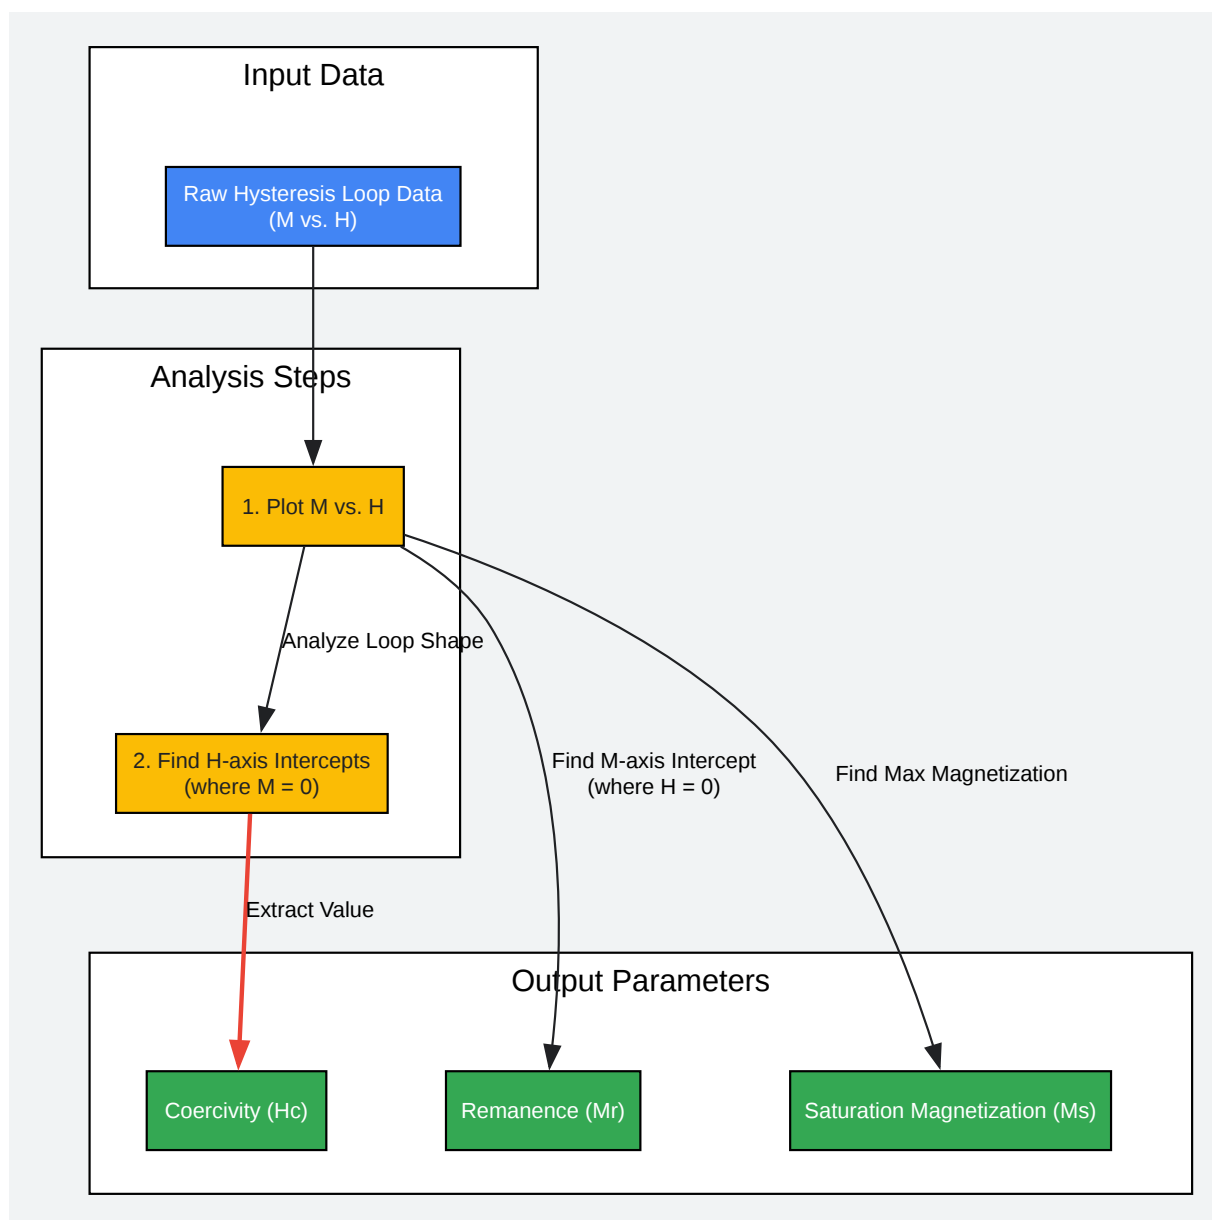 Input Data
Raw Hysteresis Loop Data
(M vs. H)
Analysis Steps
1. Plot M vs. H
Analyze Loop Shape
2. Find H-axis Intercepts
(where M = 0)
Find M-axis Intercept
(where H = 0)
Find Max Magnetization
Extract Value
Output Parameters
Coercivity (Hc)
Remanence (Mr)
Saturation Magnetization (Ms)